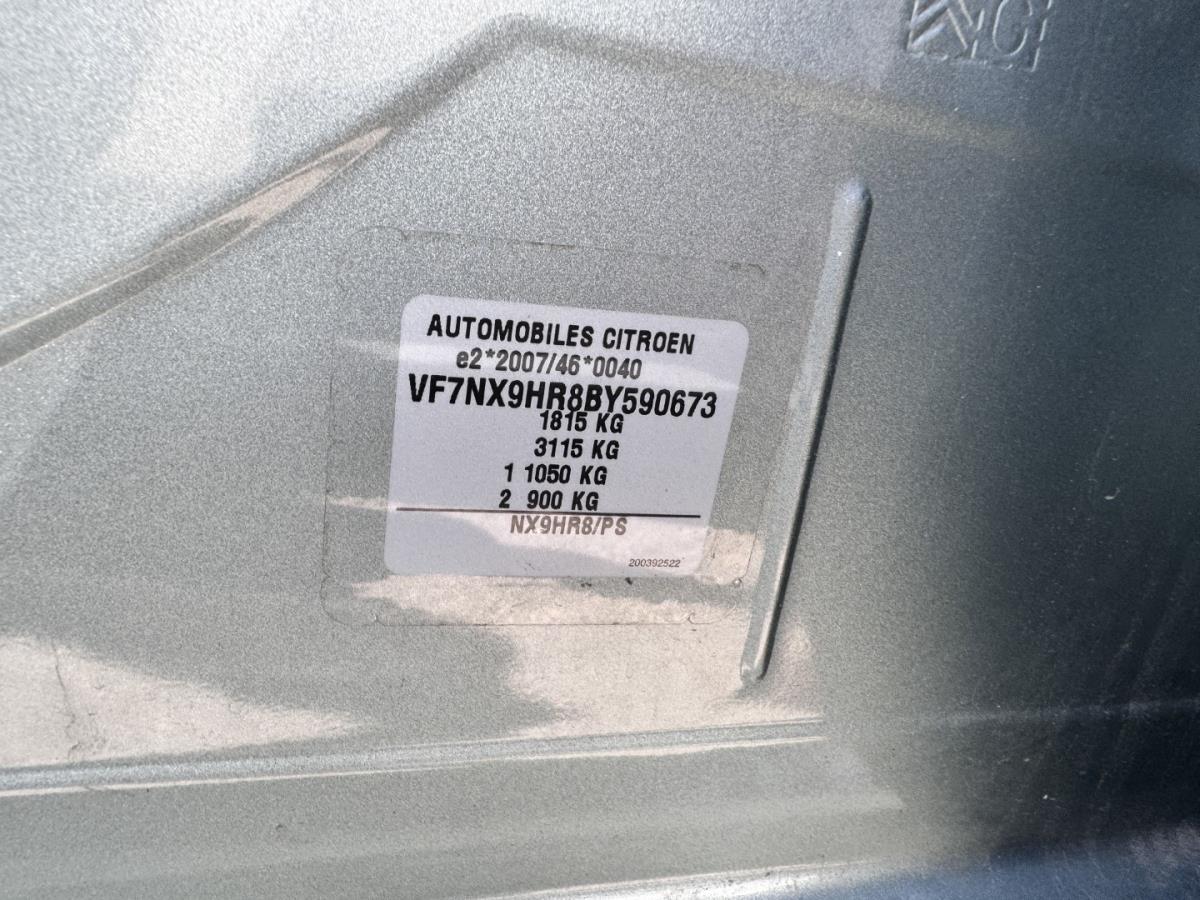 C
AUTOMOBILES CITROEN
e2*2007/46*0040
VF7NX9HR8BY590673
1815 KG
3115 KG
1 1050 KG
2 900 KG
NX9HR8/PS
200392522